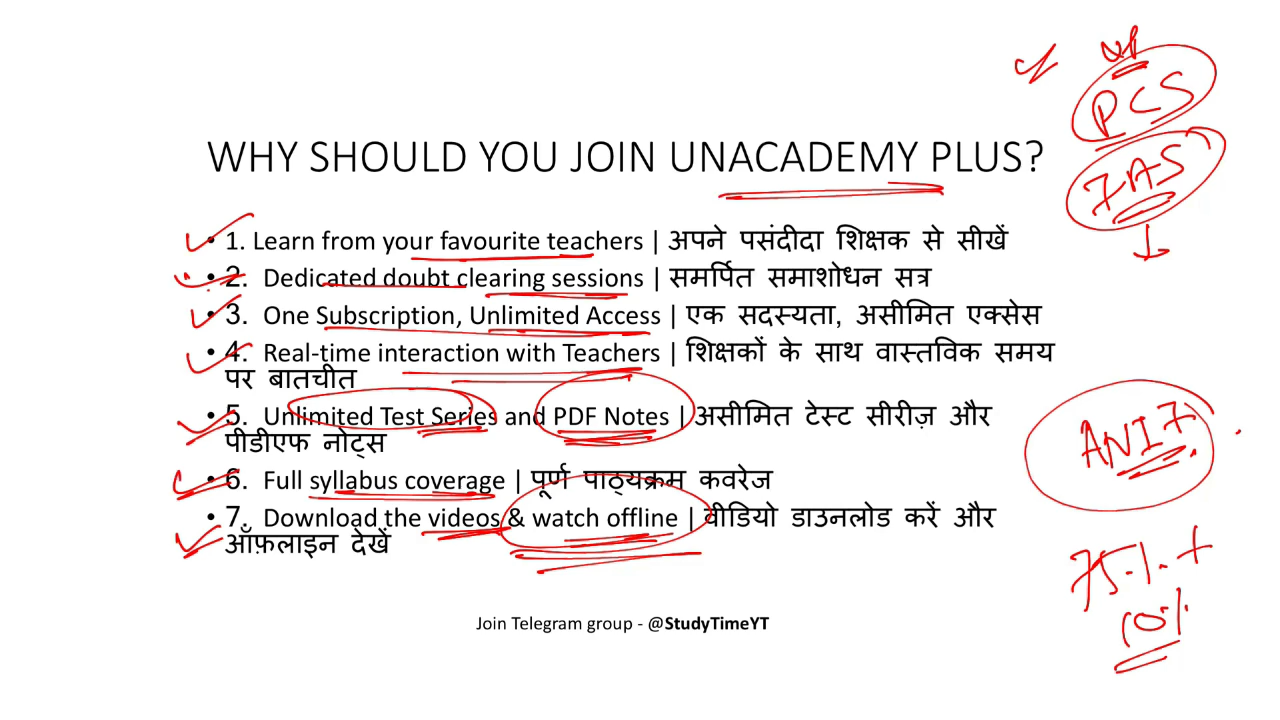 PCS
WHY SHOULD YOU JOIN UNACADEMY PLUS?
• 1. Learn from your favourite teachers | अपने पसंदीदा शिक्षक से सीखें
• 2. Dedicated doubt clearing sessions | समर्पित समाशोधन सत्र
• 3. One Subscription, Unlimited Access | एक सदस्यता, असीमित एक्सेस
• 4. Real-time interaction with Teachers | शिक्षकों के साथ वास्तविक समय
पर बातचीत
• 5. Unlimited Test Series and PDF Notes | असीमित टेस्ट सीरीज़ और
पीडीएफ नोट्स
• 6. Full syllabus coverage | पूर्ण पाठ्यक्रम कवरेज
• 7. Download the videos & watch offline | वीडियो डाउनलोड करें और
ऑफ़लाइन देखें
75% +
10%
Join Telegram group - @StudyTimeYT